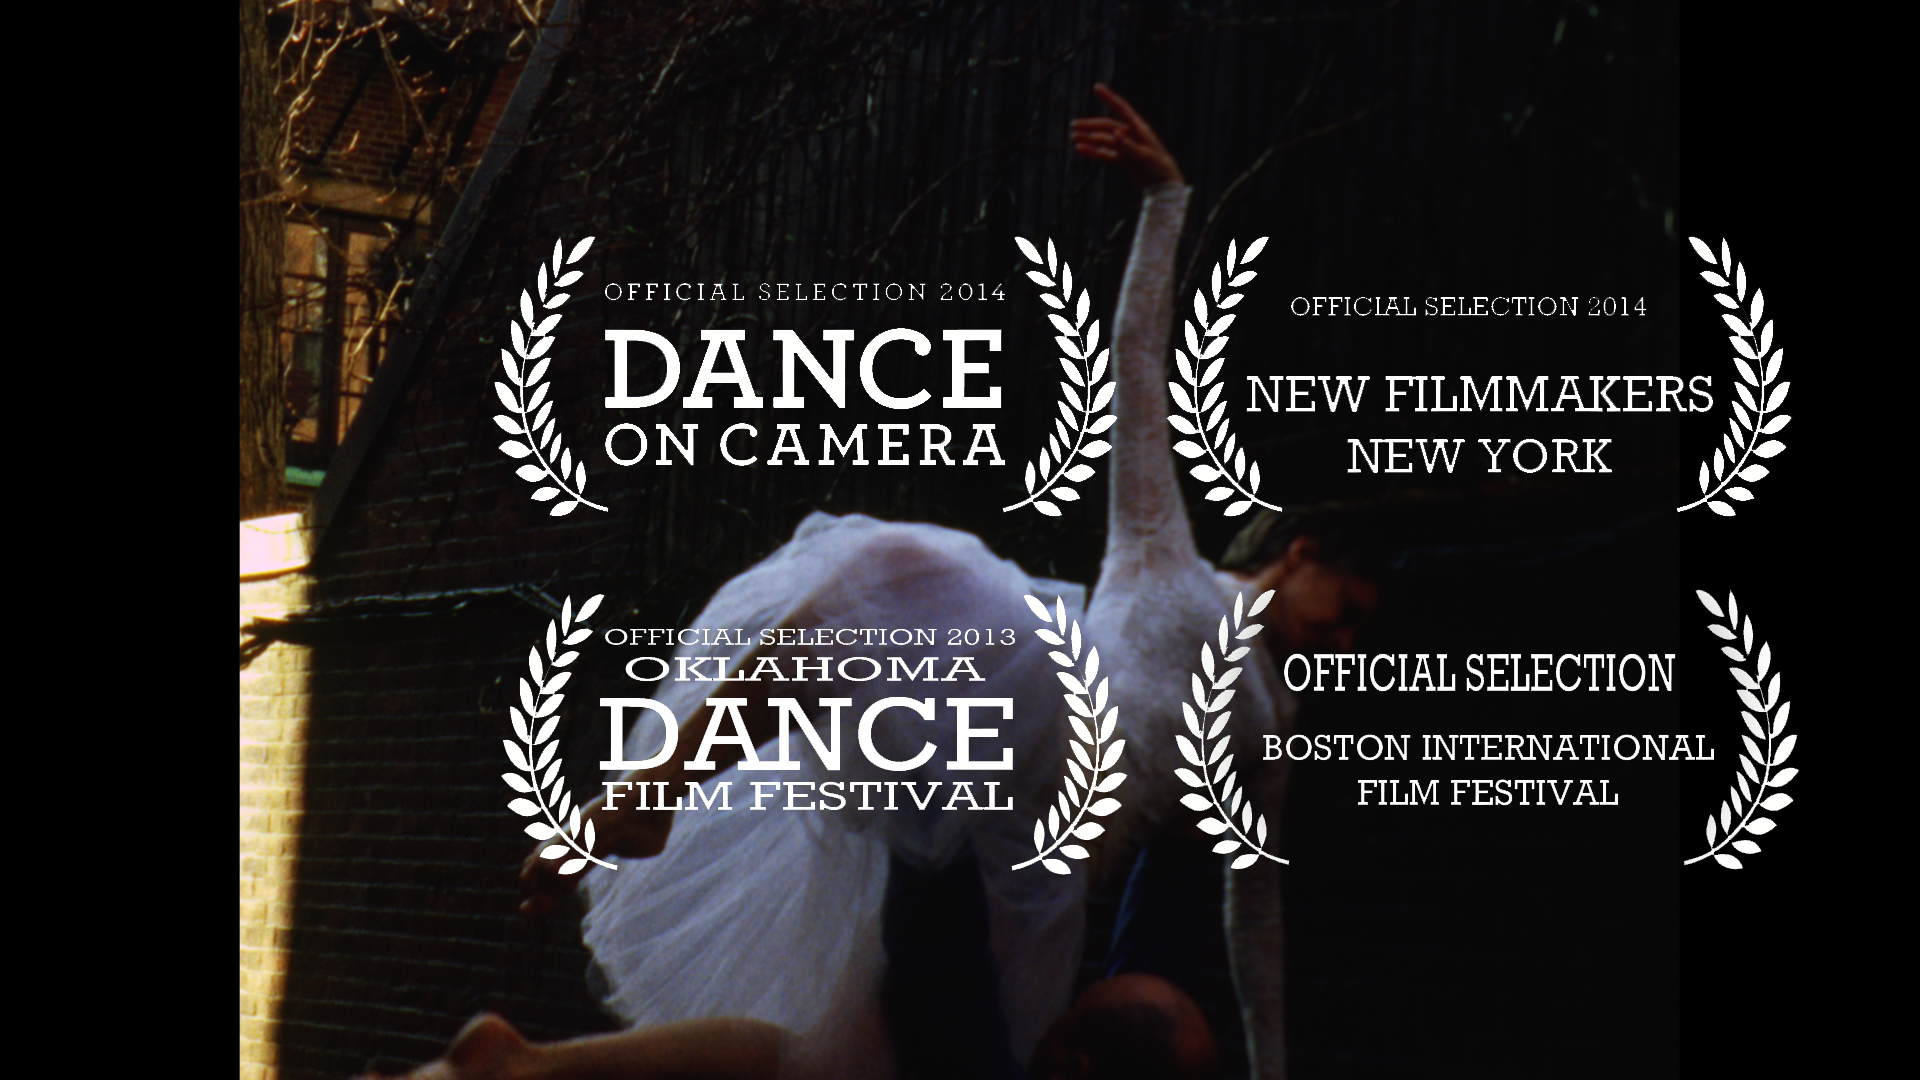 OFFICIAL SELECTION 2014
DANCE
ON CAMERA
OFFICIAL SELECTION 2014
NEW FILMMAKERS
NEW YORK
OFFICIAL SELECTION 2013
OKLAHOMA
DANCE
FILM FESTIVAL
OFFICIAL SELECTION
BOSTON INTERNATIONAL
FILM FESTIVAL